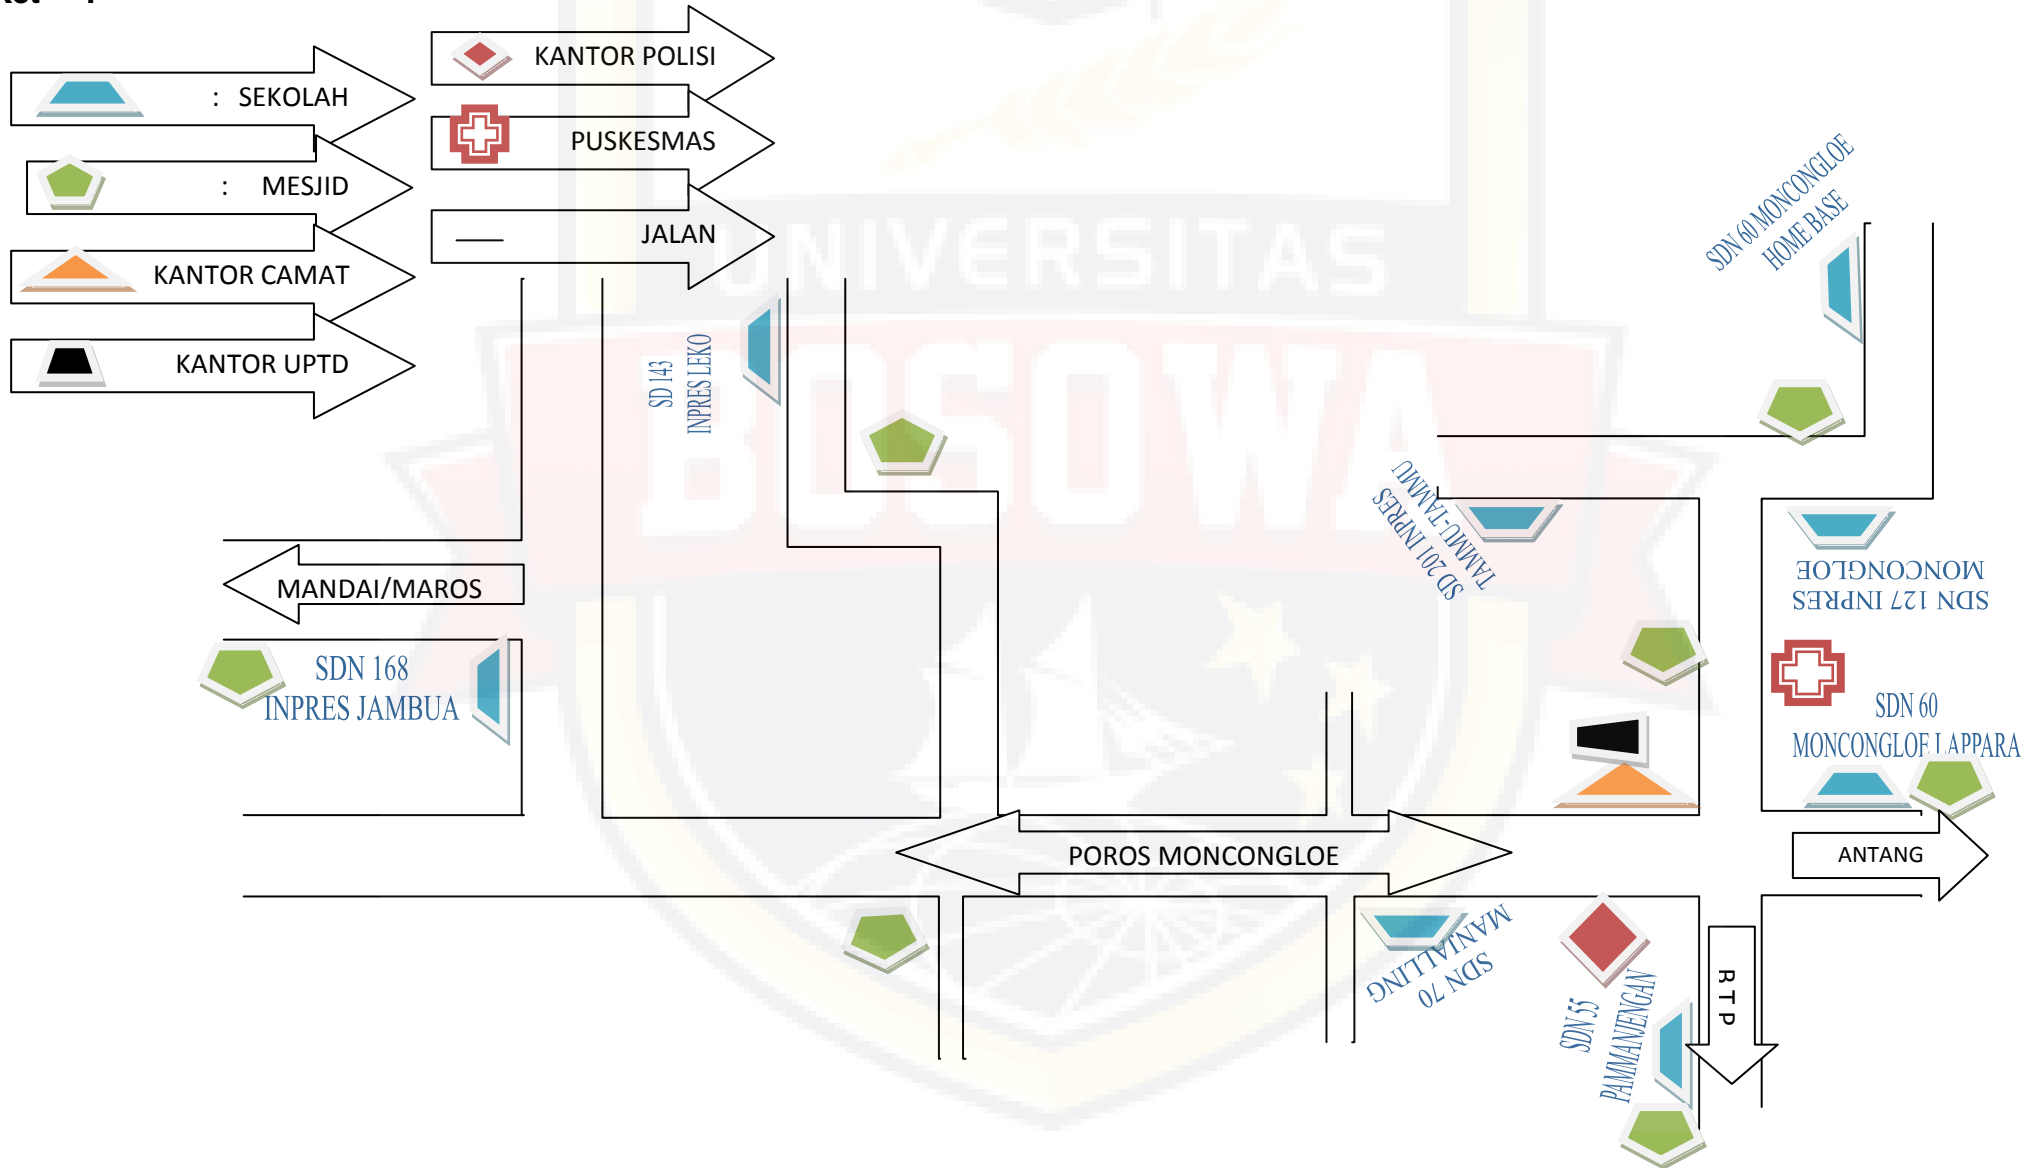 : SEKOLAH
: MESJID
KANTOR CAMAT
KANTOR UPTD
KANTOR POLISI
PUSKESMAS
JALAN
UNIVERSITAS
BOSOWA
SD 143
INPRES LEKO
SDN 60 MONCONGLOE
HOME BASE
SD 201 INPRES
TAMMU-TAMMU
SDN 127 INPRES
MONCONGLOE
MANDAI/MAROS
SDN 168
INPRES JAMBUA
SDN 60
MONCONGLOE LAPPARA
POROS MONCONGLOE
ANTANG
SDN 70
MANJALLING
SDN 55
PAMMANJENGAN
RTP